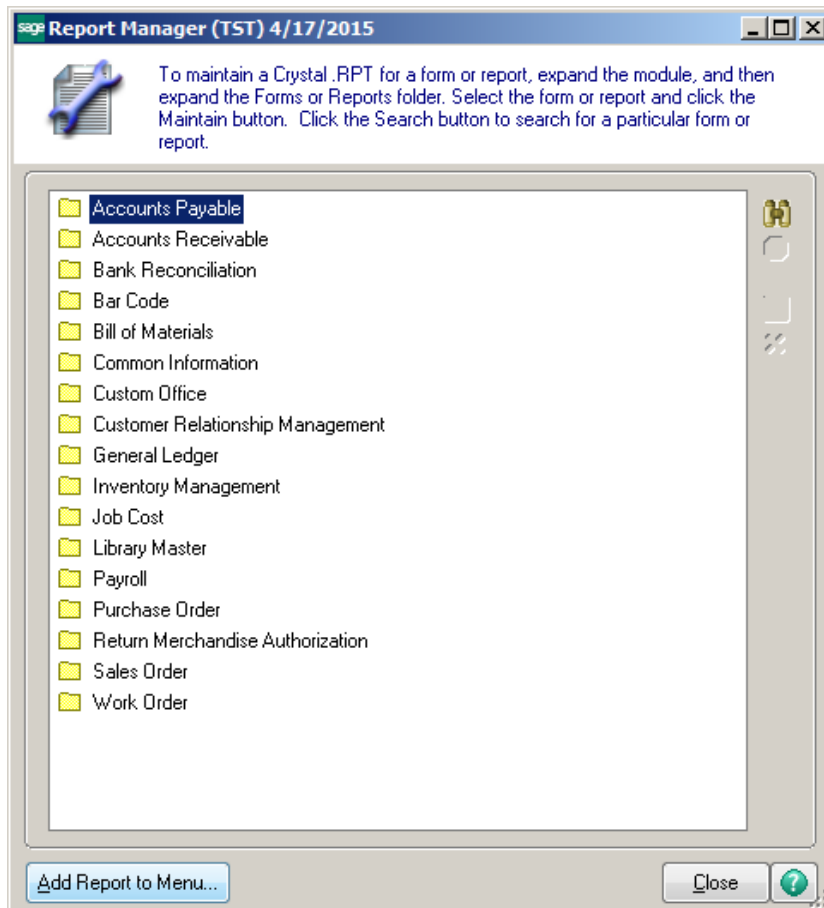 sage Report Manager (TST) 4/17/2015
To maintain a Crystal .RPT for a form or report, expand the module, and then
expand the Forms or Reports folder. Select the form or report and click the
Maintain button.  Click the Search button to search for a particular form or
report.
Accounts Payable
Accounts Receivable
Bank Reconciliation
Bar Code
Bill of Materials
Common Information
Custom Office
Customer Relationship Management
General Ledger
Inventory Management
Job Cost
Library Master
Payroll
Purchase Order
Return Merchandise Authorization
Sales Order
Work Order
Add Report to Menu... Close ?